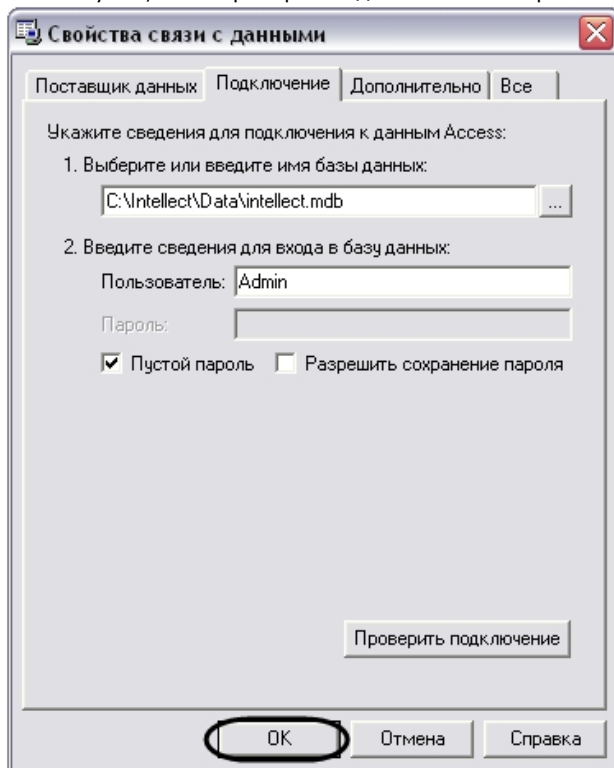 Свойства связи с данными
Поставщик данных Подключение Дополнительно Все
Укажите сведения для подключения к данным Access:
1. Выберите или введите имя базы данных:
C:\Intellect\Data\intellect.mdb ...
2. Введите сведения для входа в базу данных:
Пользователь: Admin
Пароль:
Пустой пароль Разрешить сохранение пароля
Проверить подключение
OK Отмена Справка